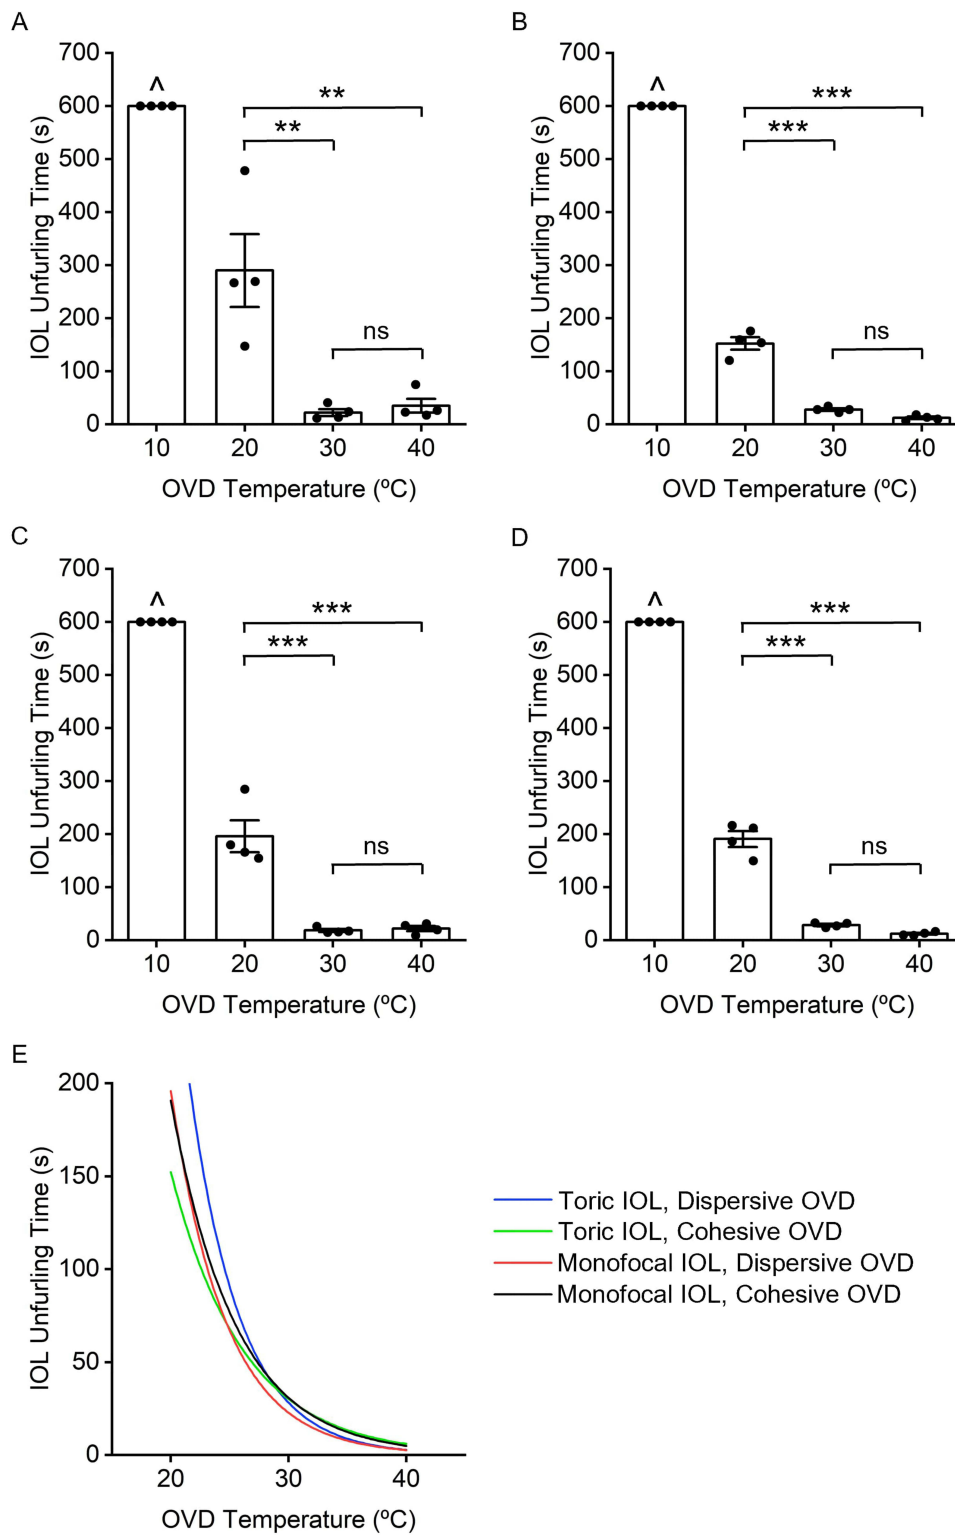 A
IOL Unfurling Time (s)
700
600
500
400
300
200
100
0
^
**
**
ns
10 20 30 40
OVD Temperature (ºC)
B
IOL Unfurling Time (s)
700
600
500
400
300
200
100
0
^
***
***
ns
10 20 30 40
OVD Temperature (ºC)
C
IOL Unfurling Time (s)
700
600
500
400
300
200
100
0
^
***
***
ns
10 20 30 40
OVD Temperature (ºC)
D
IOL Unfurling Time (s)
700
600
500
400
300
200
100
0
^
***
***
ns
10 20 30 40
OVD Temperature (ºC)
E
IOL Unfurling Time (s)
200
150
100
50
0
20 30 40
OVD Temperature (ºC)
Toric IOL, Dispersive OVD
Toric IOL, Cohesive OVD
Monofocal IOL, Dispersive OVD
Monofocal IOL, Cohesive OVD